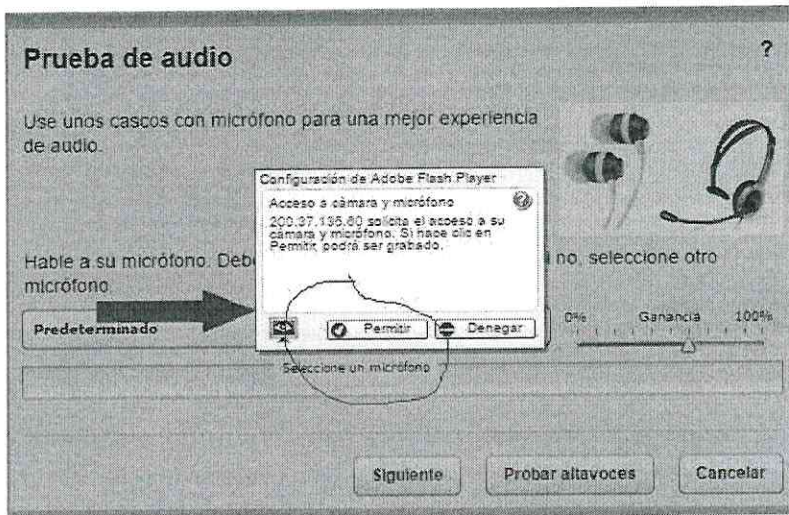 Prueba de audio
?
Use unos cascos con micrófono para una mejor experiencia
de audio.
Configuración de Adobe Flash Player
Acceso a cámara y micrófono
200.37.135.60 solicita el acceso a su
cámara y micrófono. Si hace clic en
Permitir, podrá ser grabado.
Hable a su micrófono. Deb
no, seleccione otro
micrófono
Predeterminado
Permitir
Denegar
0% Ganancia 100%
Seleccione un micrófono
Siguiente
Probar altavoces
Cancelar